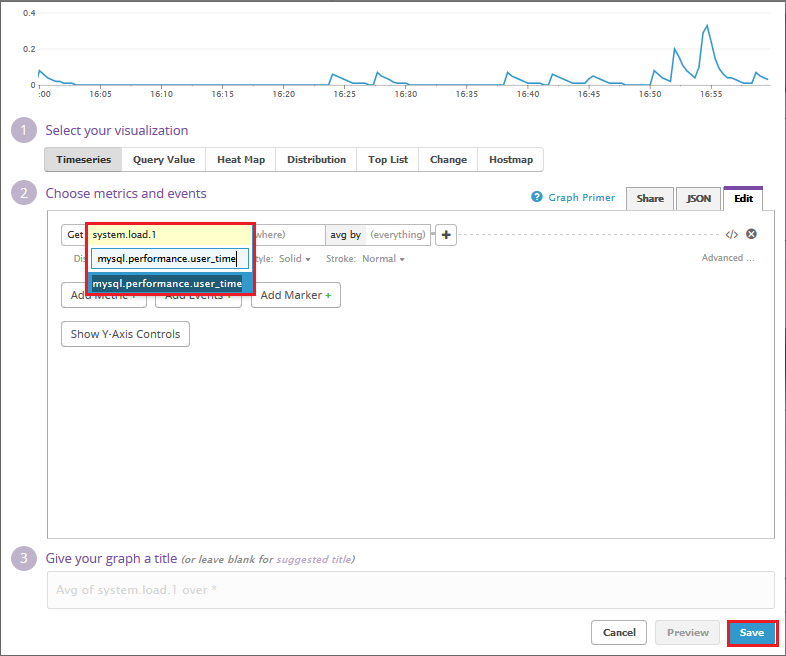 0.4
0.2
0
:00 16:05 16:10 16:15 16:20 16:25 16:30 16:35 16:40 16:45 16:50 16:55
1 Select your visualization
Timeseries Query Value Heat Map Distribution Top List Change Hostmap
2 Choose metrics and events
? Graph Primer Share JSON Edit
Get system.load.1 where) avg by (everything) + </>
mysql.performance.user_time
Dis tyle: Solid Stroke: Normal Advanced ...
mysql.performance.user_time
Add Metric + Add Events + Add Marker +
Show Y-Axis Controls
3 Give your graph a title (or leave blank for suggested title)
Avg of system.load.1 over *
Cancel Preview Save